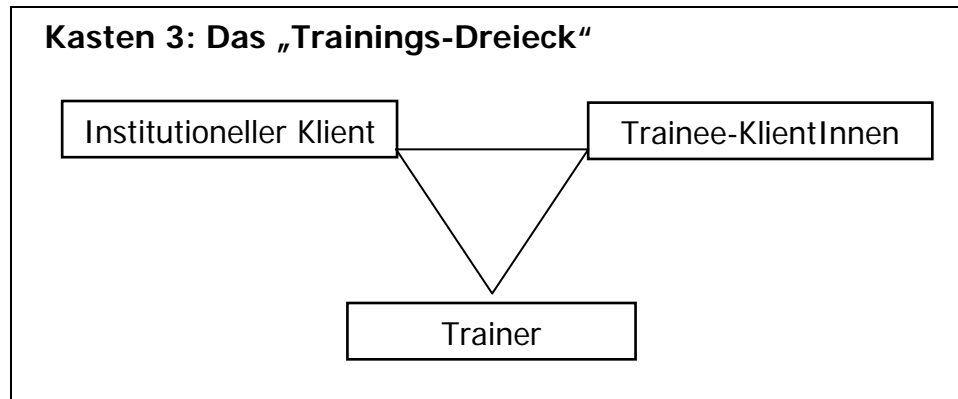 Kasten 3: Das „Trainings-Dreieck“
Institutioneller Klient
Trainee-KlientInnen
Trainer